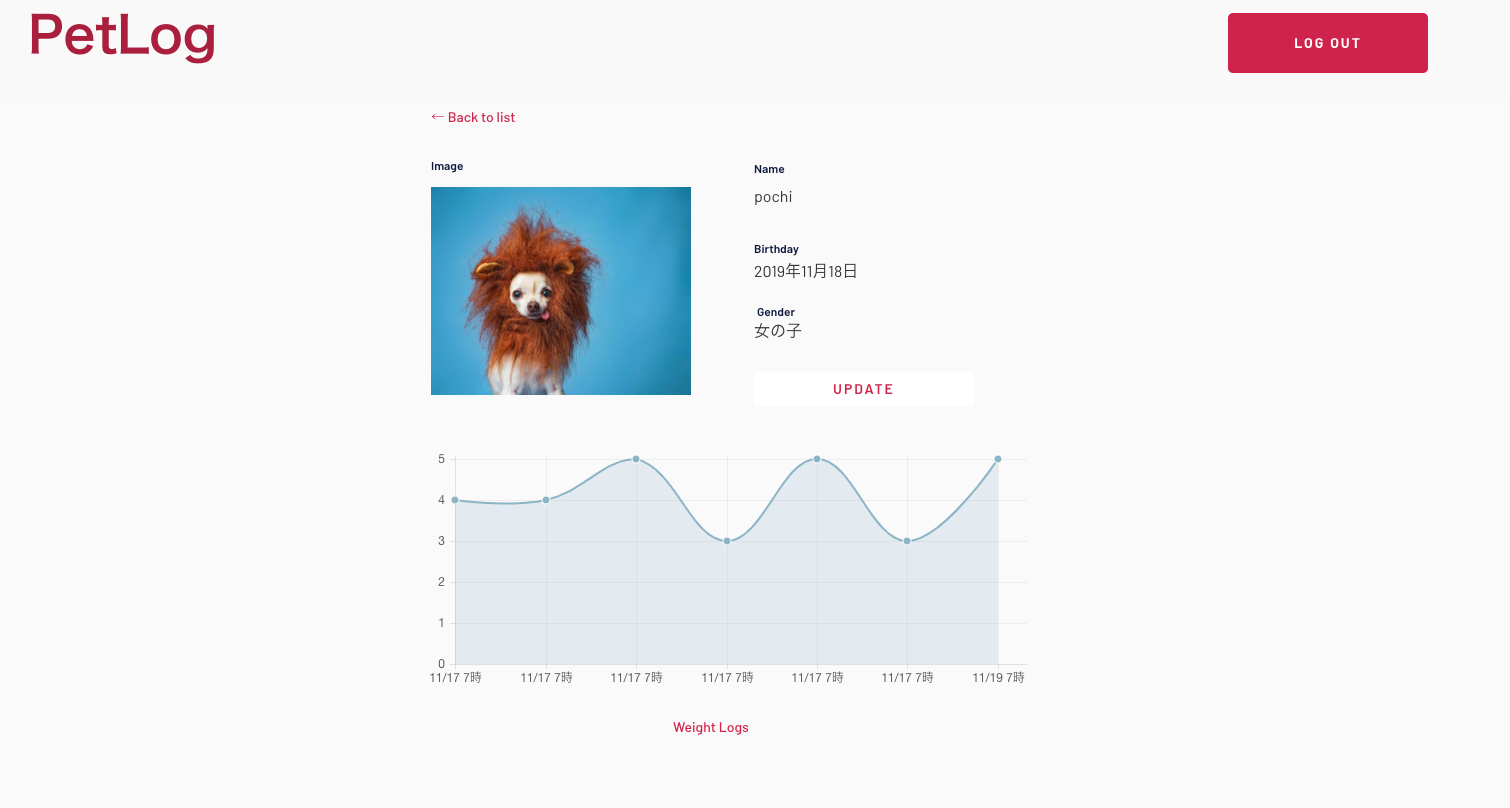 PetLog
LOG OUT
← Back to list
Image
Name
pochi
Birthday
2019年11月18日
Gender
女の子
UPDATE
5
4
3
2
1
0
11/17 7時 11/17 7時 11/17 7時 11/17 7時 11/17 7時 11/17 7時 11/19 7時
Weight Logs